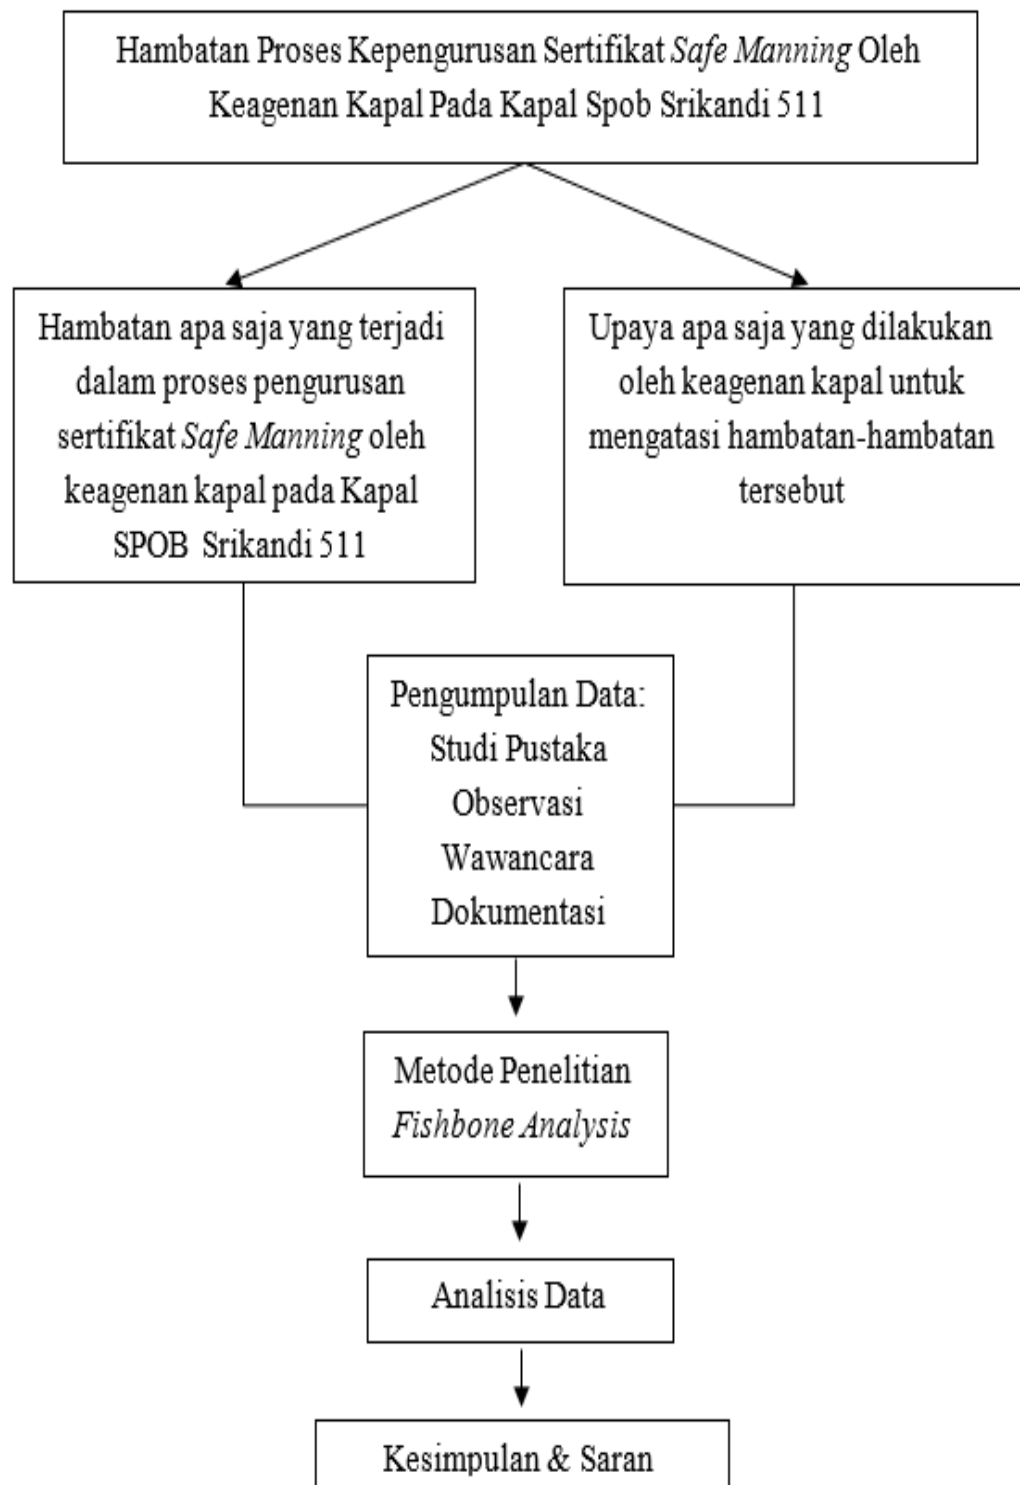 Hambatan Proses Kepengurusan Sertifikat Safe Manning Oleh
Keagenan Kapal Pada Kapal Spob Srikandi 511
Hambatan apa saja yang terjadi
dalam proses pengurusan
sertifikat Safe Manning oleh
keagenan kapal pada Kapal
SPOB Srikandi 511
Upaya apa saja yang dilakukan
oleh keagenan kapal untuk
mengatasi hambatan-hambatan
tersebut
Pengumpulan Data:
Studi Pustaka
Observasi
Wawancara
Dokumentasi
Metode Penelitian
Fishbone Analysis
Analisis Data
Kesimpulan & Saran